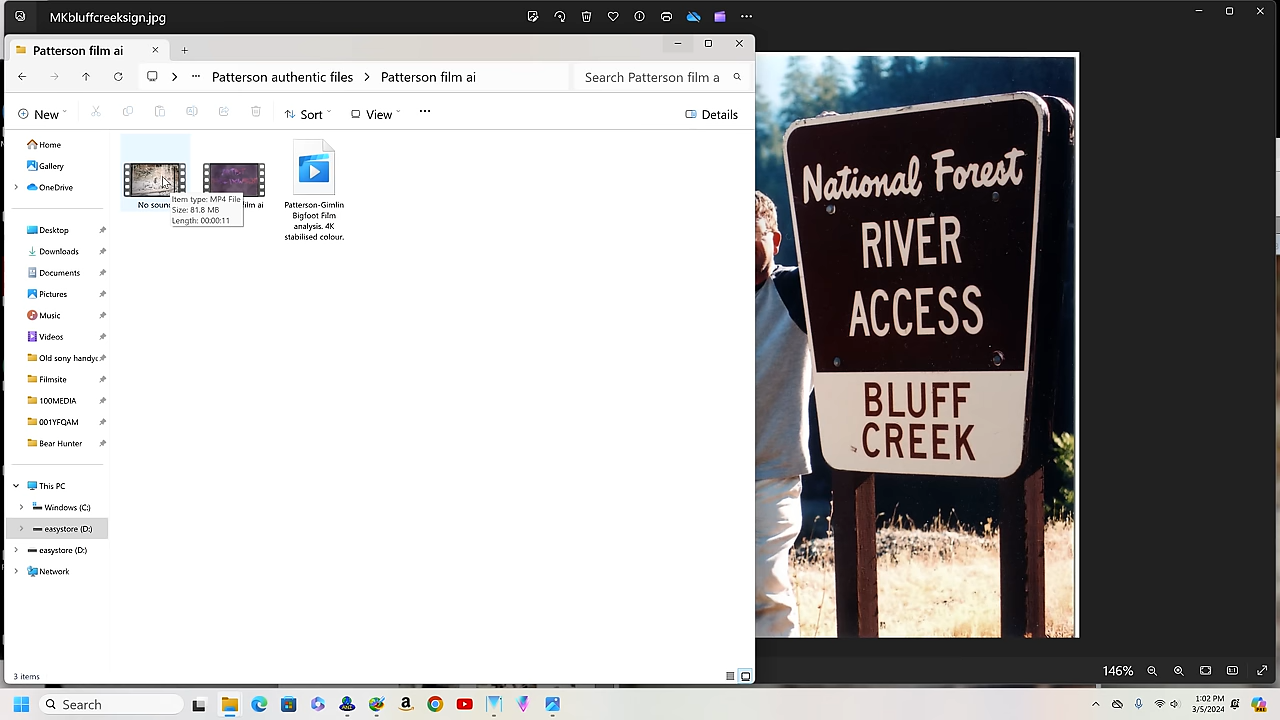 MKbluffcreeksign.jpg
Patterson film ai
Patterson authentic files
Patterson film ai
Search Patterson film a
New
Sort
View
Details
Home
Gallery
OneDrive
Desktop
Downloads
Documents
Pictures
Music
Videos
Old sony handyc
Filmsite
100MEDIA
001YFQAM
Bear Hunter
This PC
Windows (C:)
easystore (D:)
easystore (D:)
Network
No soun
ilm ai
Item type: MP4 File
Size: 81.8 MB
Length: 00:00:11
Patterson-Gimlin
Bigfoot Film
analysis. 4K
stabilised colour.
National Forest
RIVER
ACCESS
BLUFF
CREEK
3 items
146%
Search
1:02 PM
3/5/2024